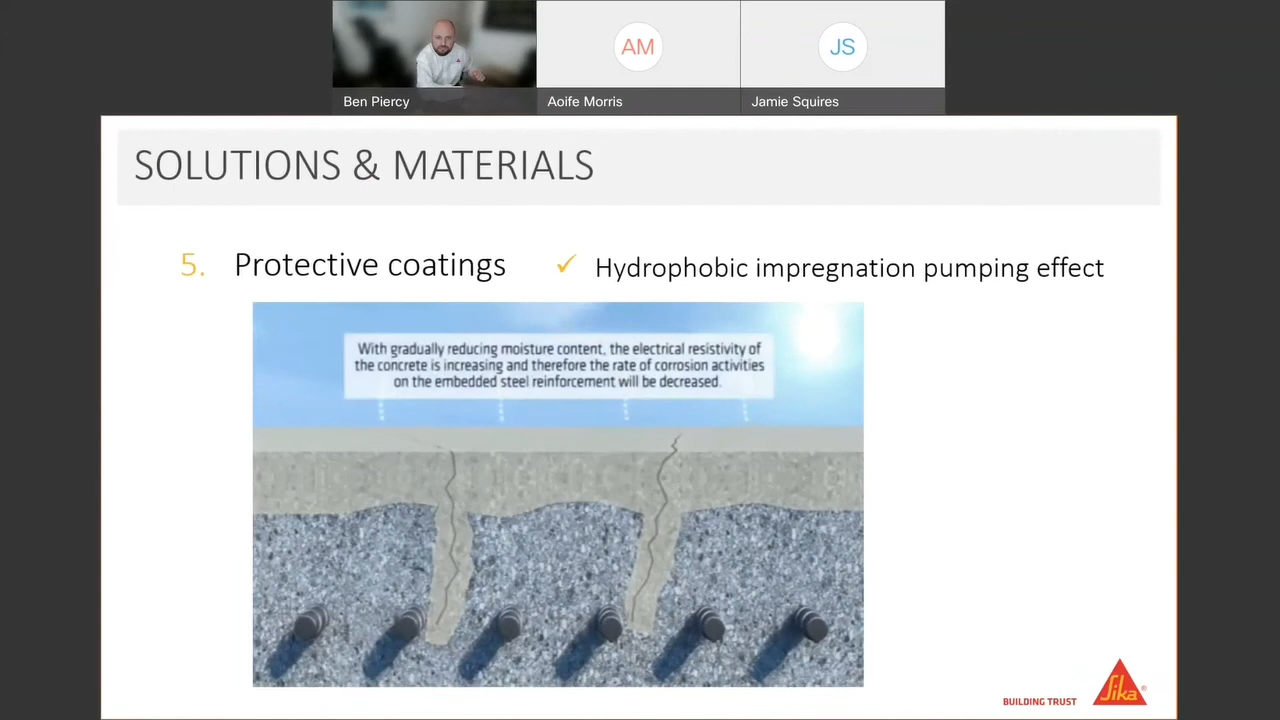 AM
JS
Ben Piercy
Aoife Morris
Jamie Squires
SOLUTIONS & MATERIALS
5. Protective coatings
✓ Hydrophobic impregnation pumping effect
With gradually reducing moisture content, the electrical resistivity of
the concrete is increasing and therefore the rate of corrosion activities
on the embedded steel reinforcement will be decreased.
BUILDING TRUST
Sika®